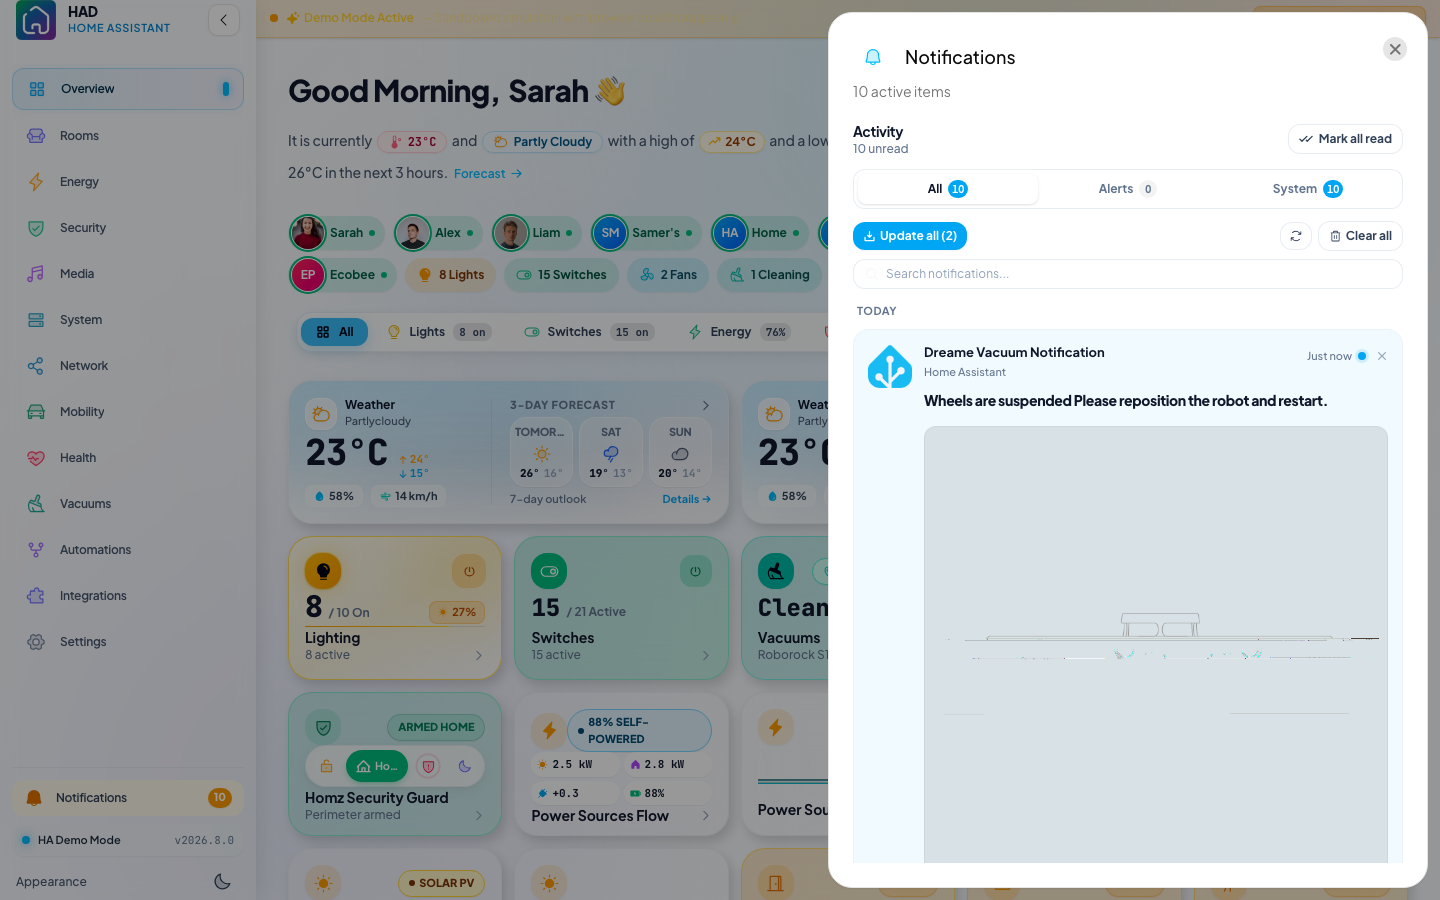 HAD
HOME ASSISTANT
Overview
Rooms
Energy
Security
Media
System
Network
Mobility
Health
Vacuums
Automations
Integrations
Settings
Notifications 10
HA Demo Mode v2026.8.0
Appearance
Demo Mode Active
Good Morning, Sarah 👋
It is currently 23°C and Partly Cloudy with a high of 24°C and a low
26°C in the next 3 hours. Forecast →
Sarah Alex Liam SM Samer's HA Home
EP Ecobee 8 Lights 15 Switches 2 Fans 1 Cleaning
All Lights 8 on Switches 15 on Energy 76%
Weather
Partlycloudy
23°C ↑ 24° ↓ 15°
58% 14 km/h
3-DAY FORECAST
TOMOR... SAT SUN
26° 16° 19° 13° 20° 14°
7-day outlook Details →
23°C
58%
8 / 10 On 27%
Lighting
8 active
15 / 21 Active
Switches
15 active
Clean
Vacuums
Roborock S
ARMED HOME
Ho...
Homz Security Guard
Perimeter armed
88% SELF-
POWERED
2.5 kW 2.8 kW
+0.3 88%
Power Sources Flow
Power Sou
SOLAR PV
Notifications
10 active items
Activity
10 unread
Mark all read
All 10 Alerts 0 System 10
Update all (2) Clear all
Search notifications...
TODAY
Dreame Vacuum Notification Just now
Home Assistant
Wheels are suspended Please reposition the robot and restart.